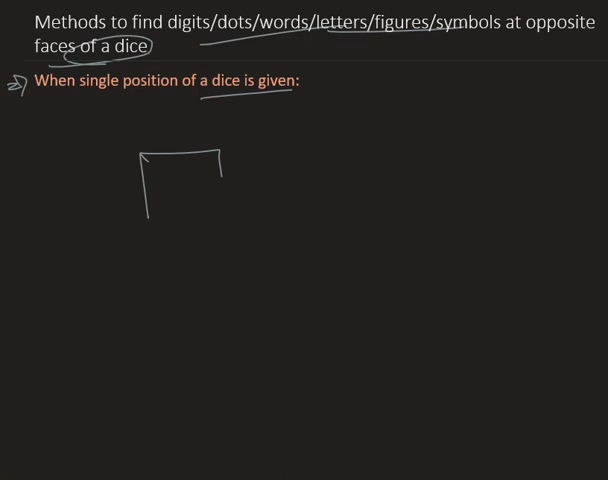 Methods to find digits/dots/words/letters/figures/symbols at opposite
faces of a dice
When single position of a dice is given: